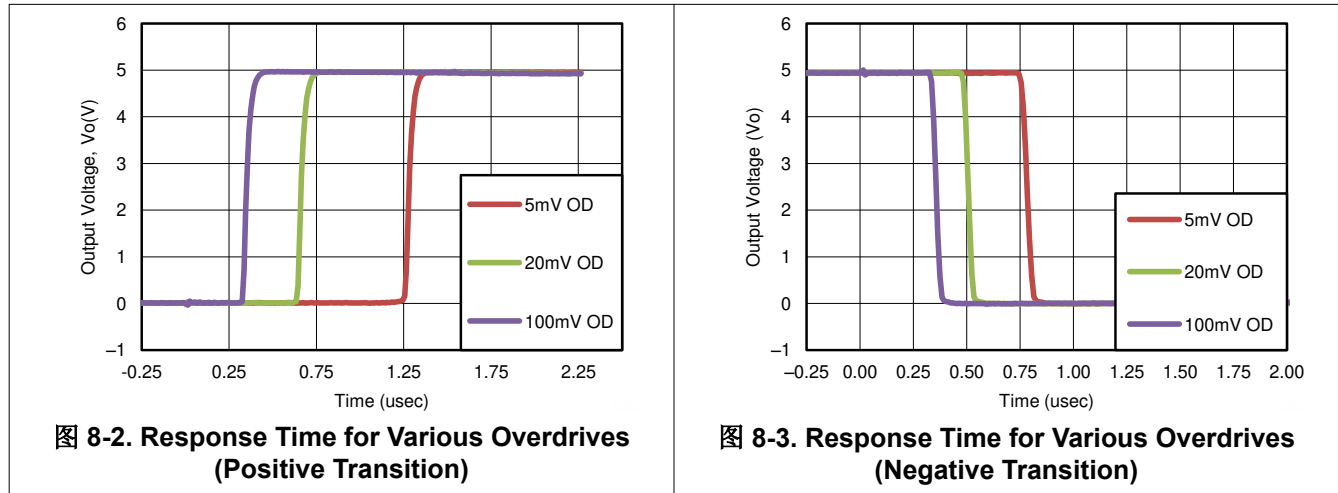 6
5
4
3
2
1
0
–1
Output Voltage, Vo(V)
5mV OD
20mV OD
100mV OD
-0.25 0.25 0.75 1.25 1.75 2.25
Time (usec)
图 8-2. Response Time for Various Overdrives
(Positive Transition)
6
5
4
3
2
1
0
–1
Output Voltage (Vo)
5mV OD
20mV OD
100mV OD
–0.25 0.00 0.25 0.50 0.75 1.00 1.25 1.50 1.75 2.00
Time (usec)
图 8-3. Response Time for Various Overdrives
(Negative Transition)